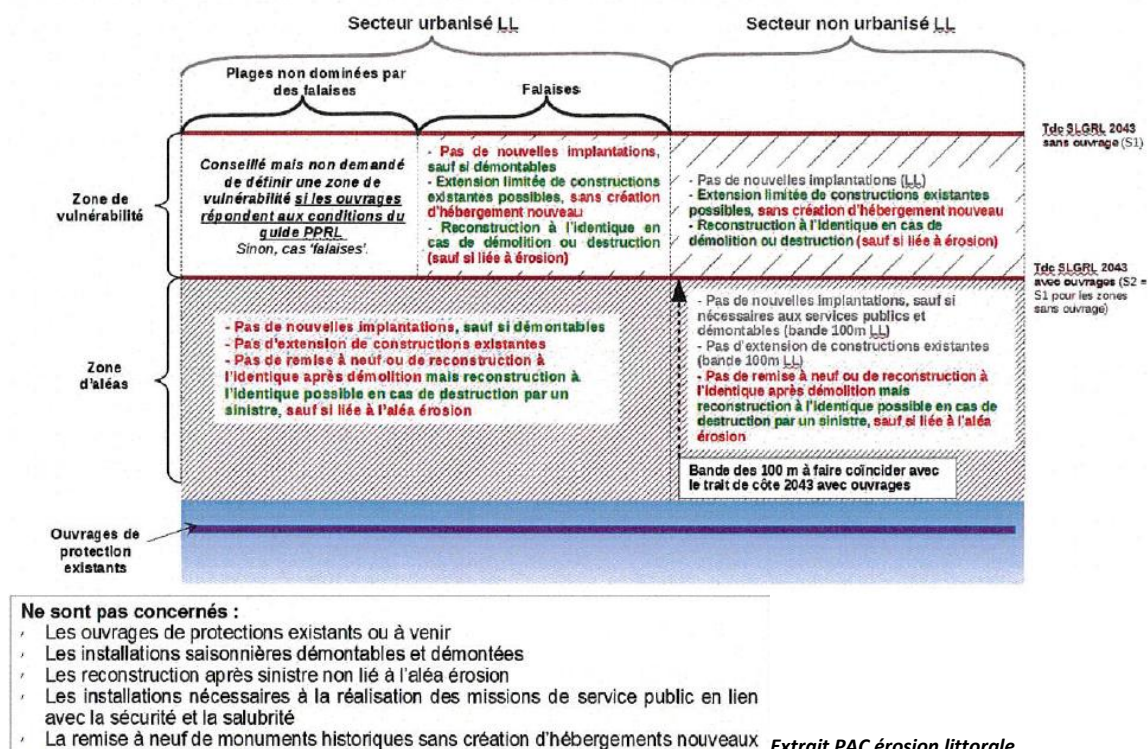 Secteur urbanisé LL
Secteur non urbanisé LL
Plages non dominées par
des falaises
Falaises
Tdc SLGRL 2043
sans ouvrage (S1)
Zone de
vulnérabilité
Conseillé mais non demandé
de définir une zone de
vulnérabilité si les ouvrages
répondent aux conditions du
guide PPRL
Sinon, cas 'falaises'.
- Pas de nouvelles implantations,
sauf si démontables
- Extension limitée de constructions
existantes possibles, sans création
d'hébergement nouveau
- Reconstruction à l'identique en
cas de démolition ou destruction
(sauf si liée à érosion)
- Pas de nouvelles implantations (LL)
- Extension limitée de constructions existantes
possibles, sans création d'hébergement nouveau
- Reconstruction à l'identique en cas de
démolition ou destruction (sauf si liée à érosion)
Tdc SLGRL 2043
avec ouvrages (S2 =
S1 pour les zones
sans ouvrage)
Zone
d'aléas
- Pas de nouvelles implantations, sauf si démontables
- Pas d'extension de constructions existantes
- Pas de remise à neuf ou de reconstruction à
l'identique après démolition mais reconstruction à
l'identique possible en cas de destruction par un
sinistre, sauf si liée à l'aléa érosion
- Pas de nouvelles implantations, sauf si
nécessaires aux services publics et
démontables (bande 100m LL)
- Pas d'extension de constructions existantes
(bande 100m LL)
- Pas de remise à neuf ou de reconstruction à
l'identique après démolition mais
reconstruction à l'identique possible en cas de
destruction par un sinistre, sauf si liée à l'aléa
érosion
Bande des 100 m à faire coïncider avec
le trait de côte 2043 avec ouvrages
Ouvrages de
protection
existants
Ne sont pas concernés :
Les ouvrages de protections existants ou à venir
Les installations saisonnières démontables et démontées
Les reconstruction après sinistre non lié à l'aléa érosion
Les installations nécessaires à la réalisation des missions de service public en lien
avec la sécurité et la salubrité
La remise à neuf de monuments historiques sans création d'hébergements nouveaux
Extrait PAC érosion littorale